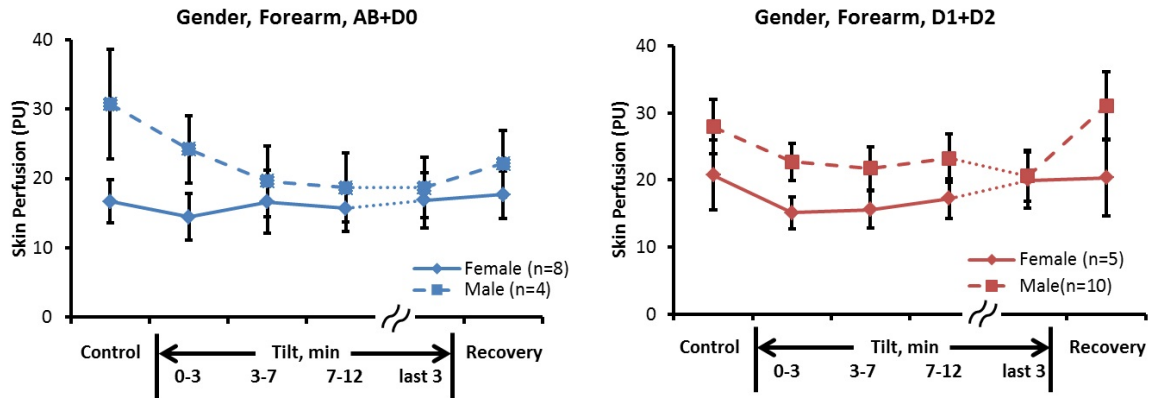 Gender, Forearm, AB+D0
Skin Perfusion (PU)
40
30
20
10
0
Female (n=8)
Male (n=4)
Control
Tilt, min
Recovery
0-3
3-7
7-12
last 3
Gender, Forearm, D1+D2
Skin Perfusion (PU)
40
30
20
10
0
Female (n=5)
Male(n=10)
Control
Tilt, min
Recovery
0-3
3-7
7-12
last 3